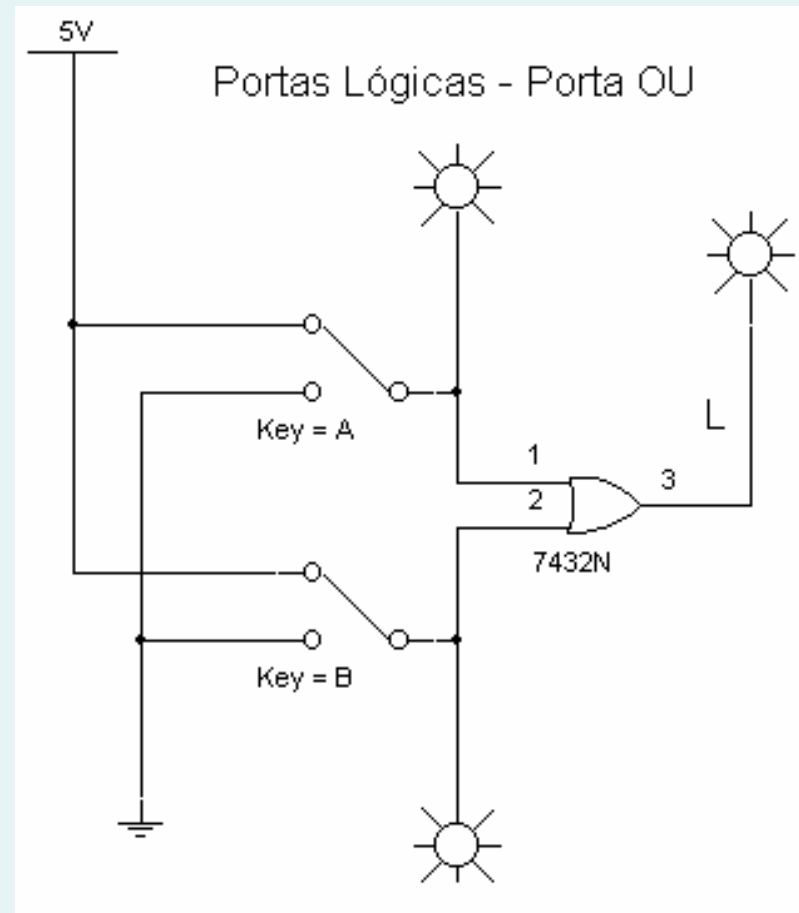 5V
Portas Lógicas - Porta OU
Key = A
L
1
2
3
7432N
Key = B